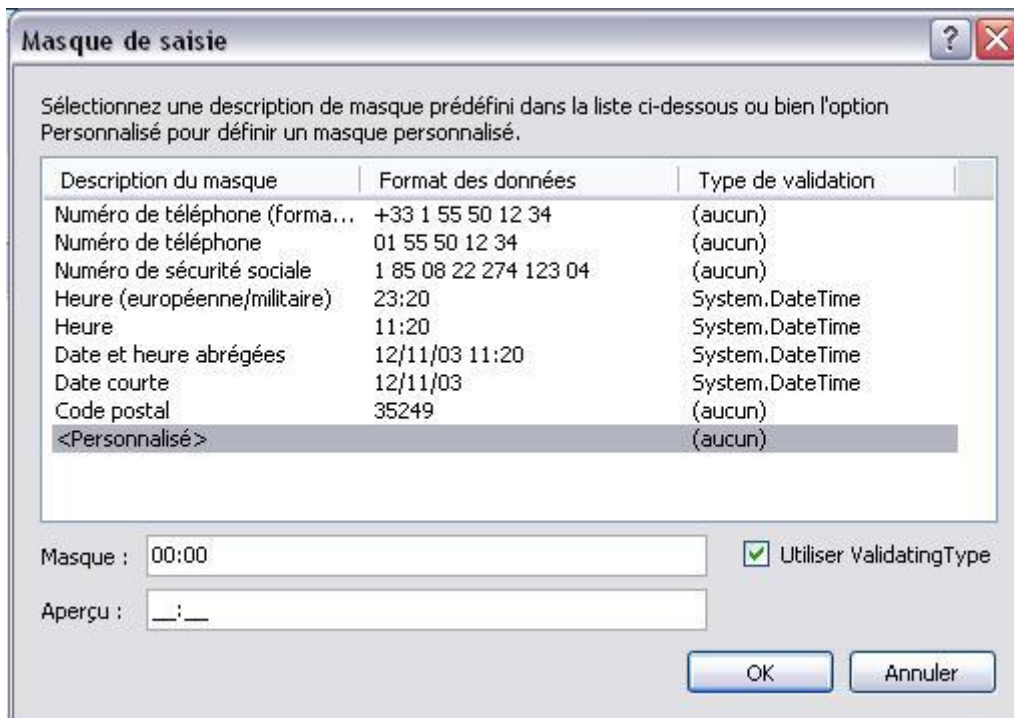 Masque de saisie
Sélectionnez une description de masque prédéfini dans la liste ci-dessous ou bien l'option
Personnalisé pour définir un masque personnalisé.
Description du masque Format des données Type de validation
Numéro de téléphone (forma... +33 1 55 50 12 34 (aucun)
Numéro de téléphone 01 55 50 12 34 (aucun)
Numéro de sécurité sociale 1 85 08 22 274 123 04 (aucun)
Heure (européenne/militaire) 23:20 System.DateTime
Heure 11:20 System.DateTime
Date et heure abrégées 12/11/03 11:20 System.DateTime
Date courte 12/11/03 System.DateTime
Code postal 35249 (aucun)
<Personnalisé> (aucun)
Masque : 00:00 Utiliser ValidatingType
Aperçu : __:__
OK Annuler